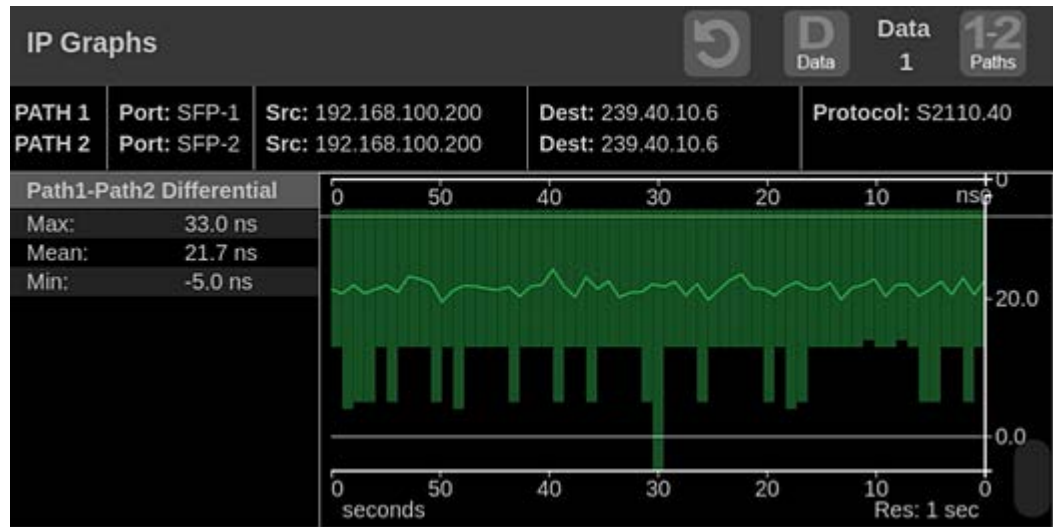 IP Graphs
D
Data
Data
1
1-2
Paths
PATH 1 Port: SFP-1 Src: 192.168.100.200 Dest: 239.40.10.6 Protocol: S2110.40
PATH 2 Port: SFP-2 Src: 192.168.100.200 Dest: 239.40.10.6
Path1-Path2 Differential
Max: 33.0 ns
Mean: 21.7 ns
Min: -5.0 ns
0 50 40 30 20 10
20.0
0.0
0 50 40 30 20 10 0
seconds Res: 1 sec